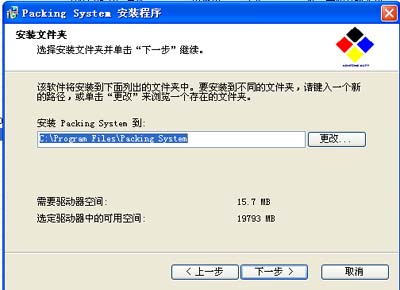 Packing System 安装程序
安装文件夹
选择安装文件夹并单击“下一步”继续。
该软件将安装到下面列出的文件夹中。要安装到不同的文件夹，请键入一个新
的路径，或单击“更改”来浏览一个存在的文件夹。
安装 Packing System 到:
C:\Program Files\Packing System
更改...
需要驱动器空间: 15.7 MB
选定驱动器中的可用空间: 19793 MB
< 上一步
下一步 >
取消